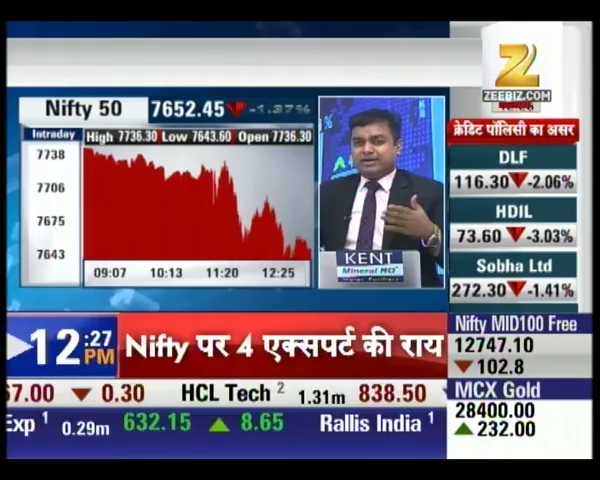 Z
ZEEBIZ.COM
Nifty 50 7652.45 -1.37%
Intraday High 7736.30 Low 7643.60 Open 7736.30
7738
7706
7675
7643
09:07 10:13 11:20 12:25
KENT
Mineral RO
Water Purifiers
क्रेडिट पॉलिसी का असर
DLF
116.30 -2.06%
HDIL
73.60 -3.03%
Sobha Ltd
272.30 -1.41%
12 :27 PM
Nifty पर 4 एक्सपर्ट की राय
Nifty MID100 Free
12747.10
102.8
MCX Gold
28400.00
232.00
67.00 0.30 HCL Tech 2 1.31m 838.50
Exp 1 0.29m 632.15 8.65 Rallis India 1